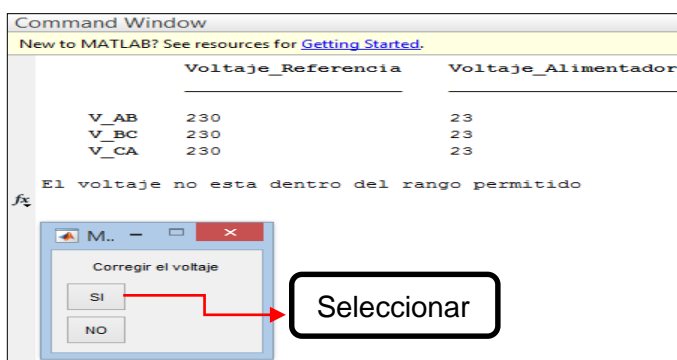 Command Window
New to MATLAB? See resources for Getting Started.
Voltaje_Referencia Voltaje_Alimentador
V_AB 230 23
V_BC 230 23
V_CA 230 23
El voltaje no esta dentro del rango permitido
fx
M.. 
Corregir el voltaje
SI
Seleccionar
NO